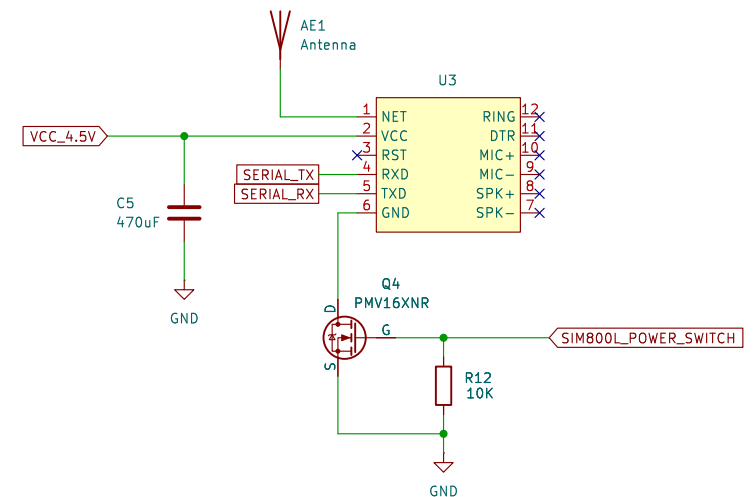 AE1
Antenna
U3
1 NET RING 12
VCC_4.5V 2 VCC DTR 11
3 RST MIC+ 10
SERIAL_TX 4 RXD MIC- 9
SERIAL_RX 5 TXD SPK+ 8
6 GND SPK- 7
C5
470uF
GND
Q4
PMV16XNR
D
G
S
SIM800L_POWER_SWITCH
R12
10K
GND